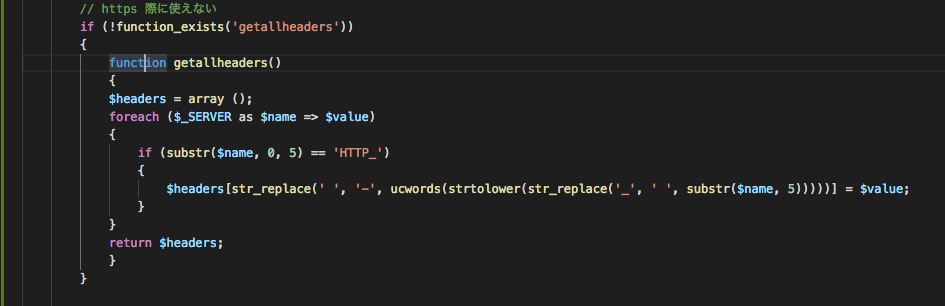 // https 際に使えない
if (!function_exists('getallheaders'))
{
function getallheaders()
{
$headers = array ();
foreach ($_SERVER as $name => $value)
{
if (substr($name, 0, 5) == 'HTTP_')
{
$headers[str_replace(' ', '-', ucwords(strtolower(str_replace('_', ' ', substr($name, 5)))))] = $value;
}
}
return $headers;
}
}